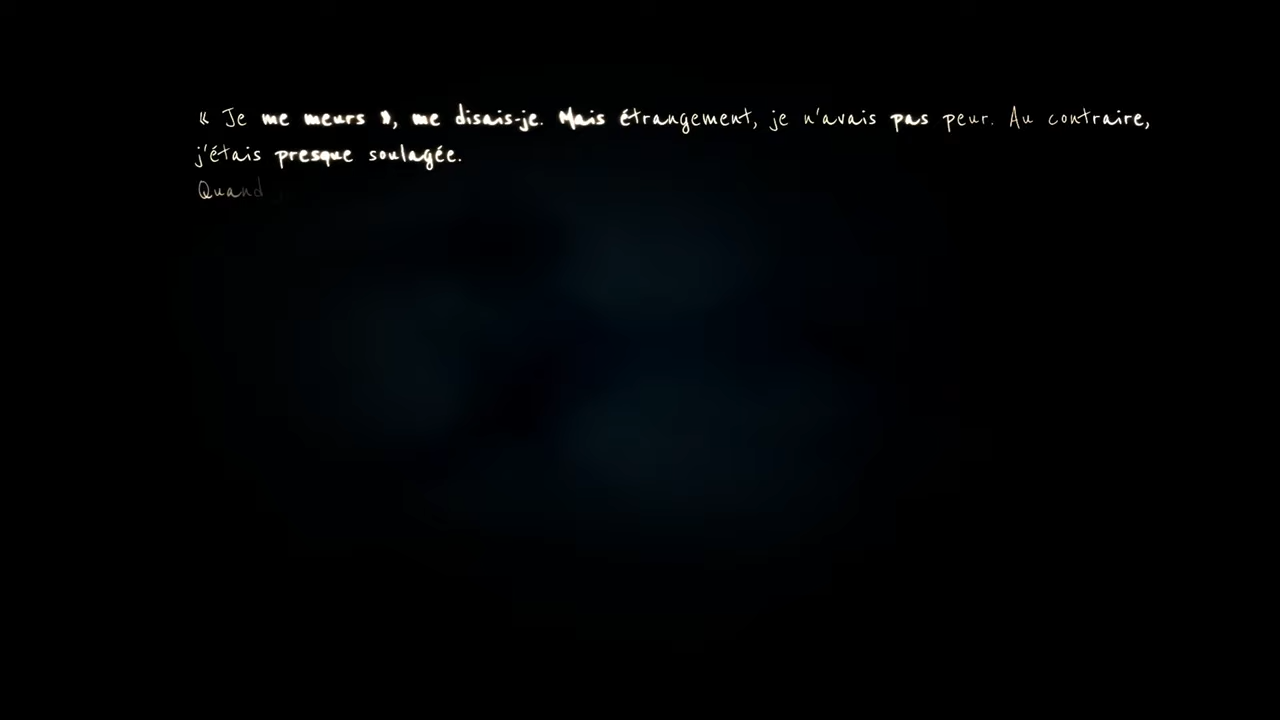 « Je me meurs », me disais-je. Mais étrangement, je n'avais pas peur. Au contraire,
j'étais presque soulagée.
Quand